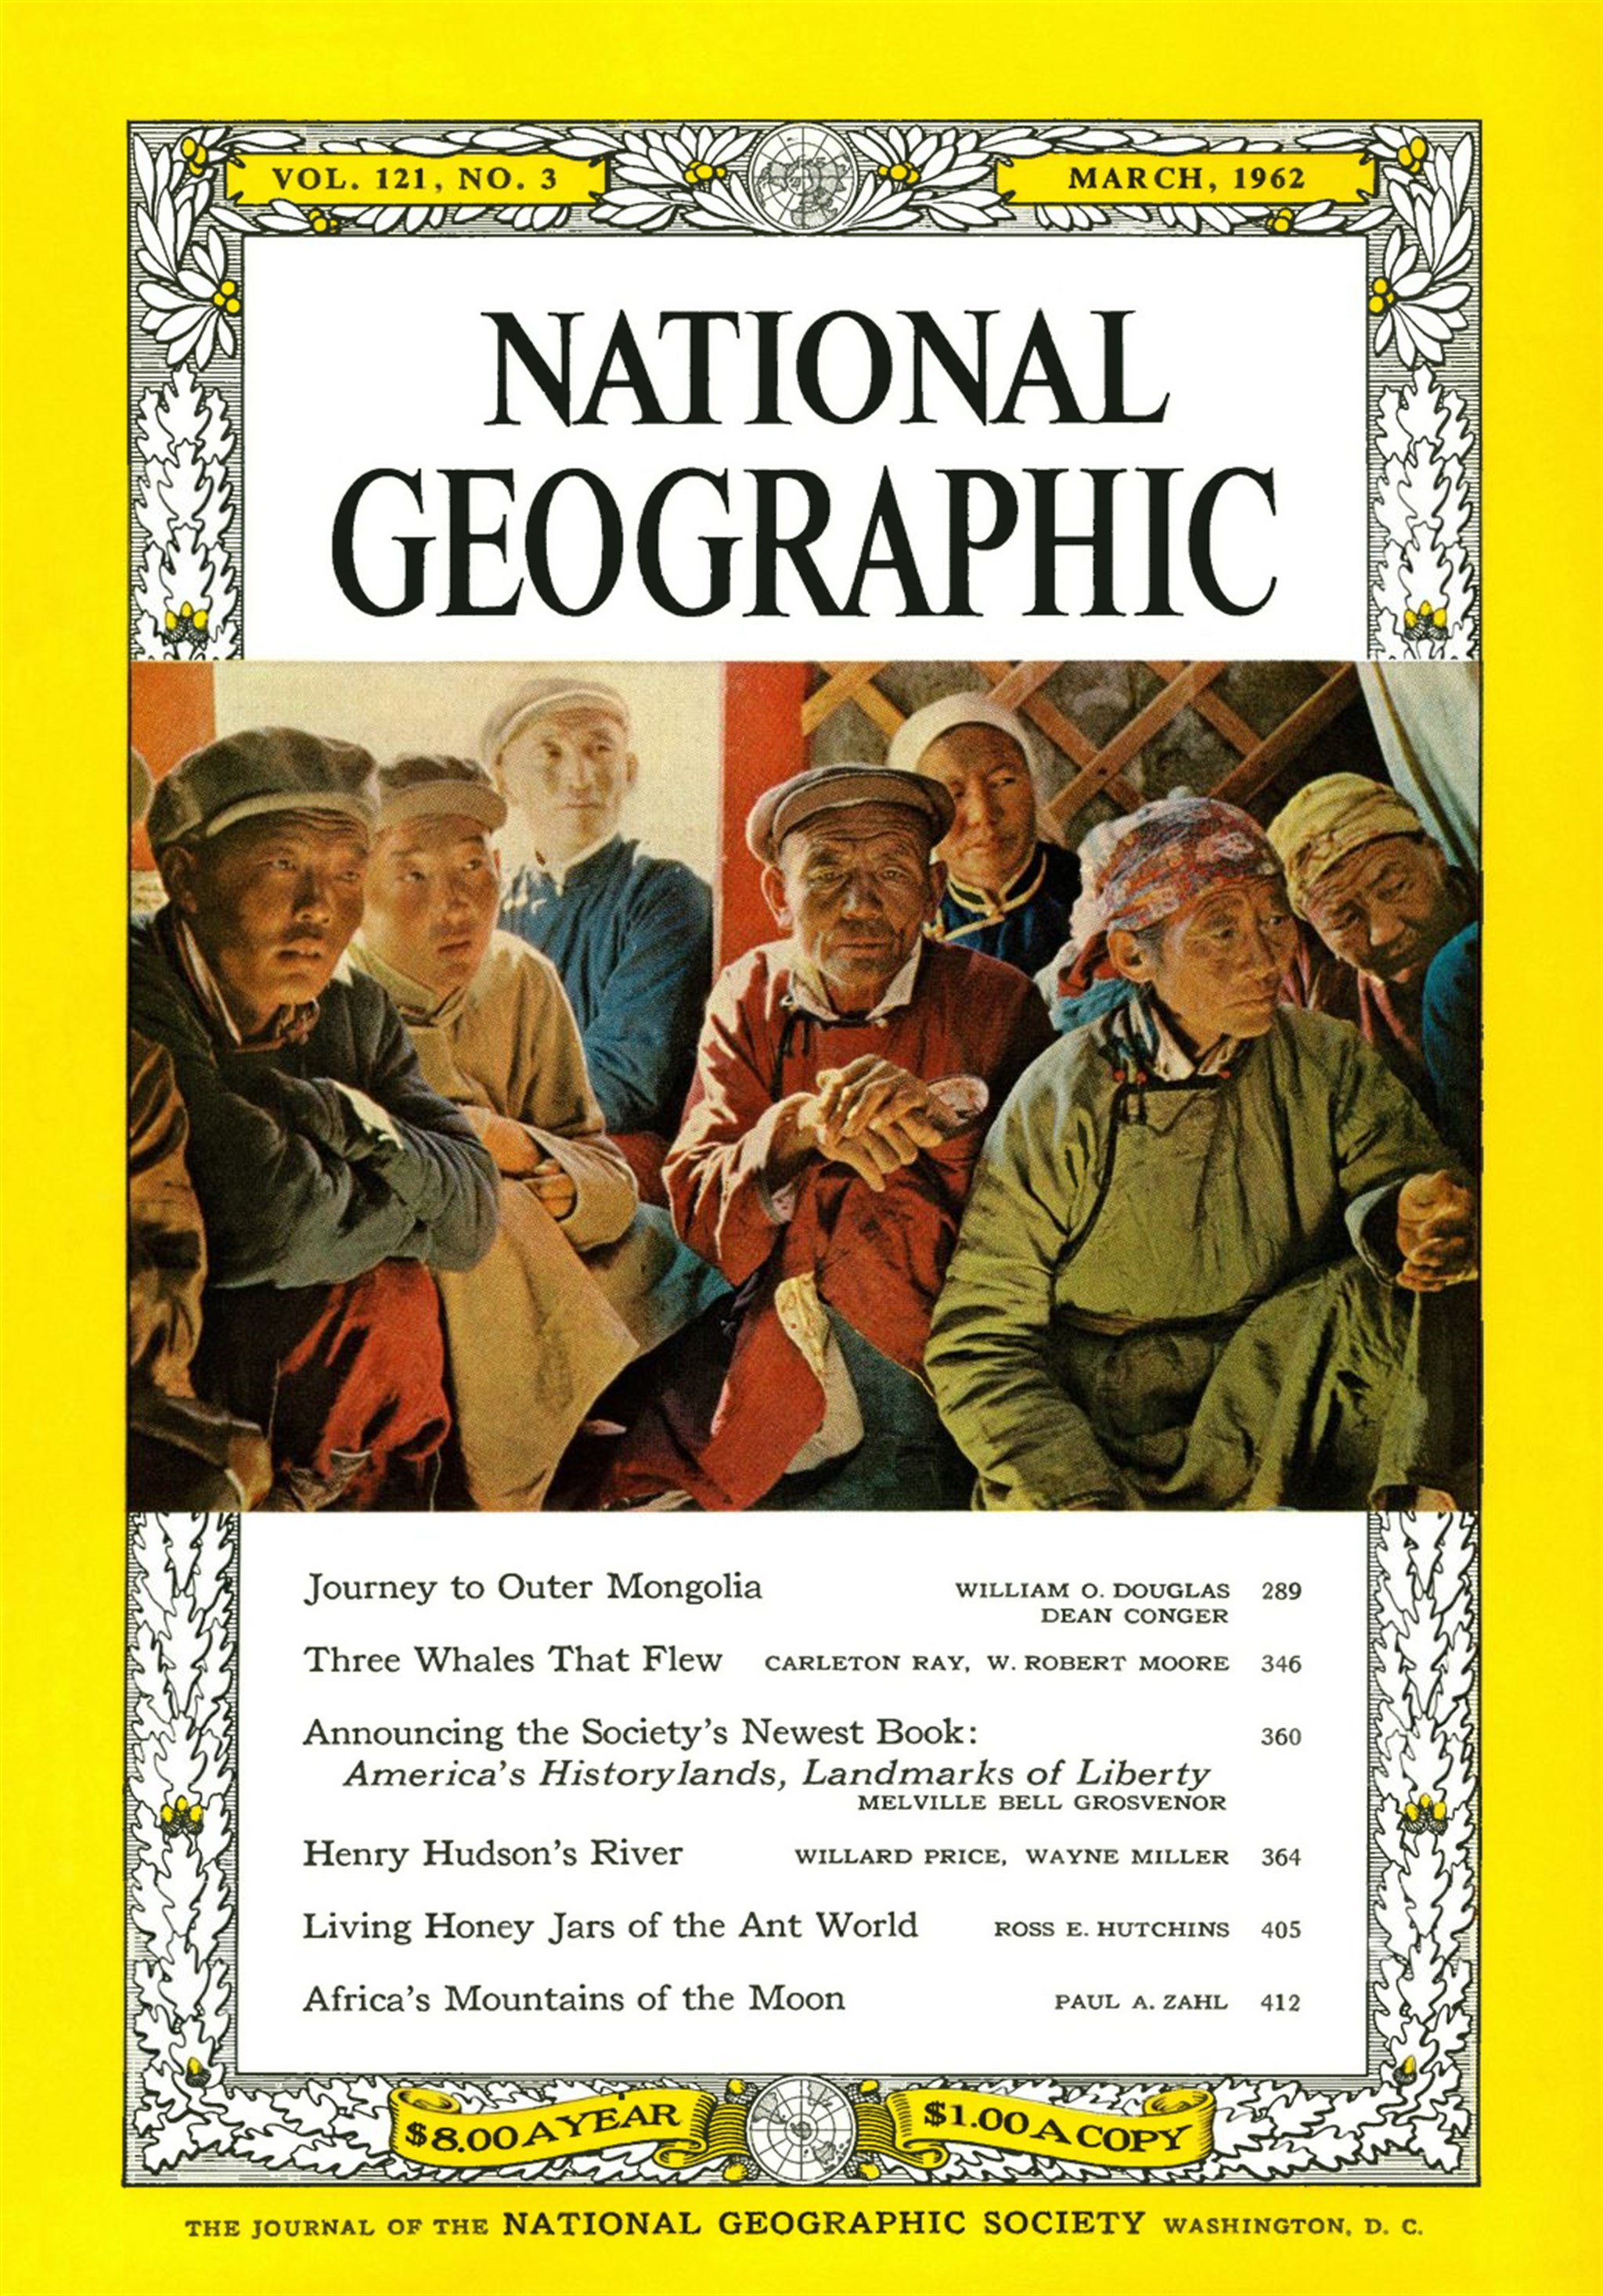 VOL. 121, NO. 3
MARCH, 1962
NATIONAL
GEOGRAPHIC
Journey to Outer Mongolia WILLIAM O. DOUGLAS 289
DEAN CONGER
Three Whales That Flew CARLETON RAY, W. ROBERT MOORE 346
Announcing the Society's Newest Book: 360
America's Historylands, Landmarks of Liberty
MELVILLE BELL GROSVENOR
Henry Hudson's River WILLARD PRICE, WAYNE MILLER 364
Living Honey Jars of the Ant World ROSS E. HUTCHINS 405
Africa's Mountains of the Moon PAUL A. ZAHL 412
$8.00 A YEAR
$1.00 A COPY
THE JOURNAL OF THE NATIONAL GEOGRAPHIC SOCIETY WASHINGTON, D. C.